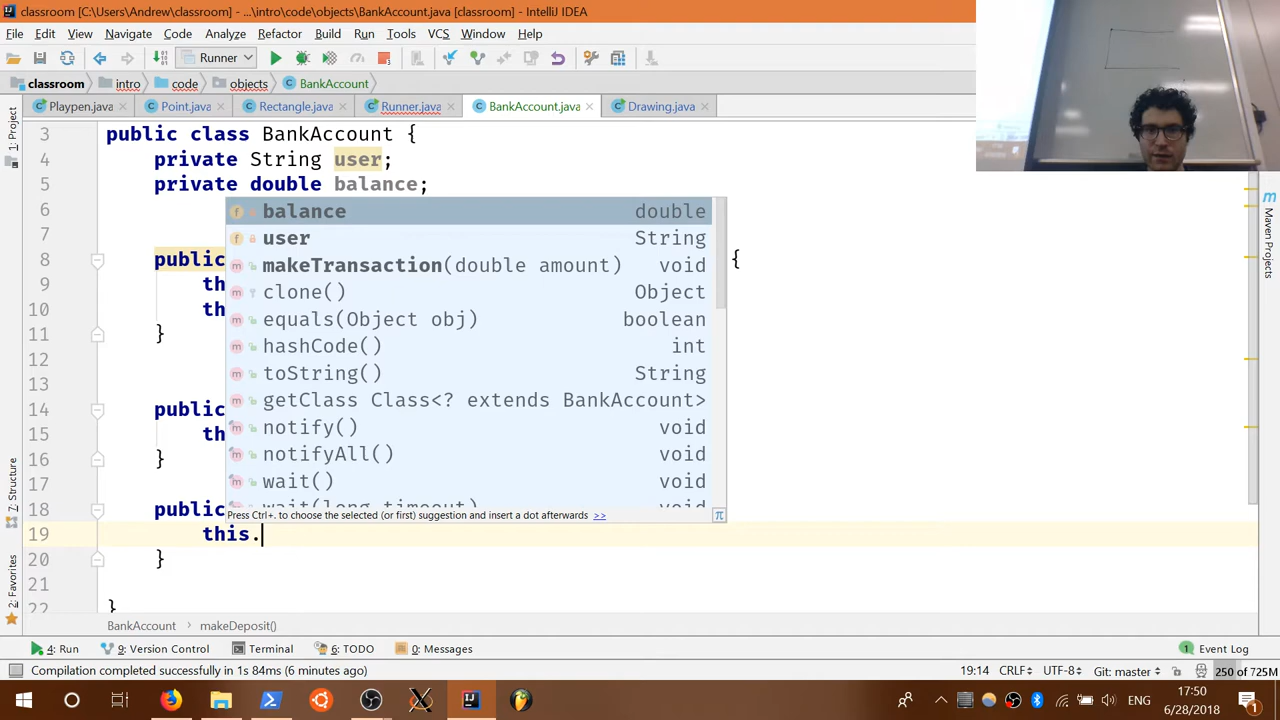 classroom [C:\Users\Andrew\classroom] - ...\intro\code\objects\BankAccount.java [classroom] - IntelliJ IDEA
File Edit View Navigate Code Analyze Refactor Build Run Tools VCS Window Help
Runner
classroom intro code objects BankAccount
Playpen.java Point.java Rectangle.java Runner.java BankAccount.java Drawing.java
1: Project
Maven Projects
3 public class BankAccount {
4 private String user;
5 private double balance;
6
7
8 public {
9 th
10 th
11 }
12
13
14 public
15 th
16 }
17
18 public
19 this.
20 }
21
22 }
balance double
user String
makeTransaction(double amount) void
clone() Object
equals(Object obj) boolean
hashCode() int
toString() String
getClass Class<? extends BankAccount>
notify() void
notifyAll() void
wait() void
wait(long timeout) void
Press Ctrl+. to choose the selected (or first) suggestion and insert a dot afterwards >>
π
Z: Structure
2: Favorites
BankAccount makeDeposit()
4: Run 9: Version Control Terminal 6: TODO 0: Messages 1 Event Log
Compilation completed successfully in 1s 84ms (6 minutes ago) 19:14 CRLF UTF-8 Git: master 250 of 725M
ENG 17:50
6/28/2018
1